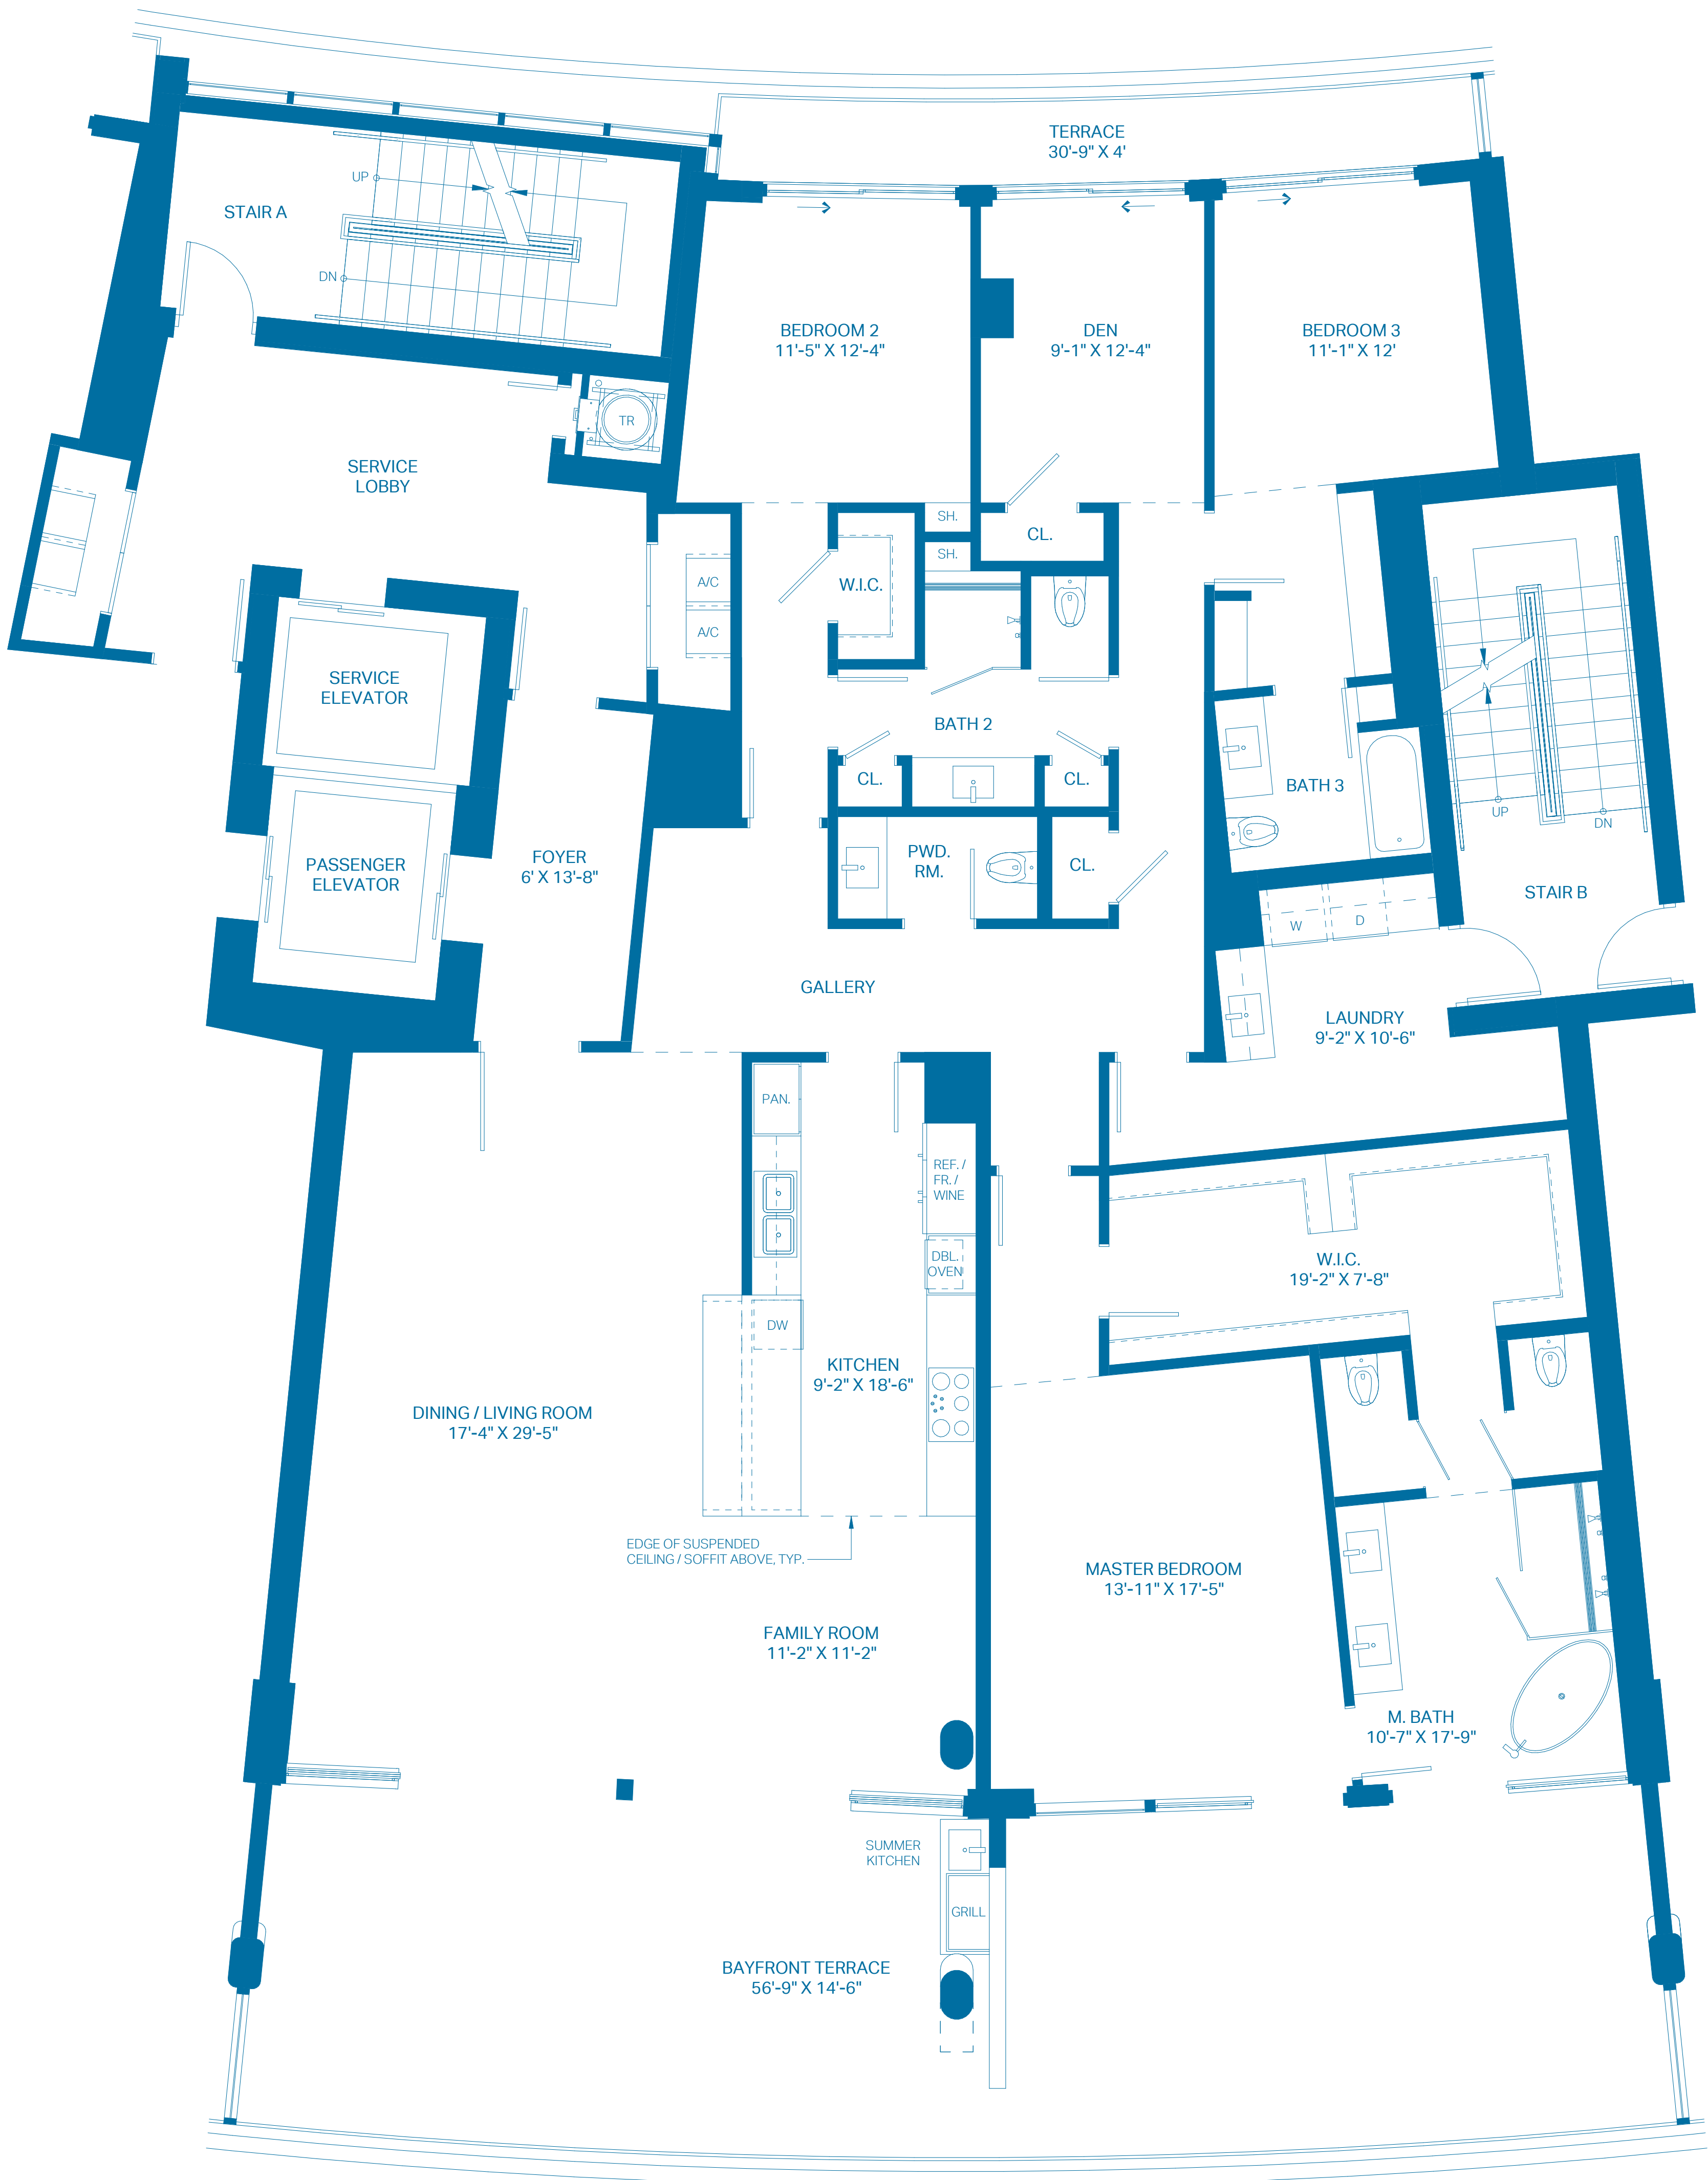 TERRACE
30'-9" X 4'
UP
STAIR A
DN
BEDROOM 2
11'-5" X 12'-4"
DEN
9'-1" X 12'-4"
BEDROOM 3
11'-1" X 12'
TR
SERVICE
LOBBY
SH.
CL.
SH.
A/C
W.I.C.
A/C
SERVICE
ELEVATOR
BATH 2
CL.
CL.
BATH 3
UP
DN
PASSENGER
ELEVATOR
FOYER
6' X 13'-8"
PWD.
RM.
CL.
STAIR B
W
D
GALLERY
LAUNDRY
9'-2" X 10'-6"
PAN.
REF. /
FR. /
WINE
DBL.
OVEN
W.I.C.
19'-2" X 7'-8"
DW
KITCHEN
9'-2" X 18'-6"
DINING / LIVING ROOM
17'-4" X 29'-5"
EDGE OF SUSPENDED
CEILING / SOFFIT ABOVE, TYP.
MASTER BEDROOM
13'-11" X 17'-5"
FAMILY ROOM
11'-2" X 11'-2"
M. BATH
10'-7" X 17'-9"
SUMMER
KITCHEN
GRILL
BAYFRONT TERRACE
56'-9" X 14'-6"